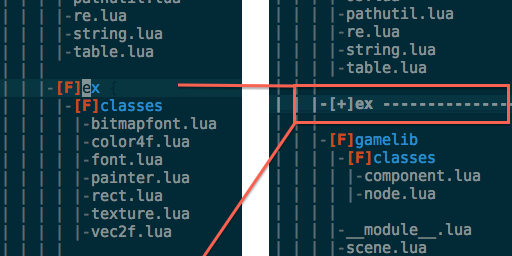 | | | |-pathutil.lua
| | | |-re.lua
| | | |-string.lua
| | | |-table.lua
| | | |-[F]ex
| | | |-[F]classes
| | | | |-bitmapfont.lua
| | | | |-color4f.lua
| | | | |-font.lua
| | | | |-painter.lua
| | | | |-rect.lua
| | | | |-texture.lua
| | | | |-vec2f.lua
| | | |-pathutil.lua
| | | |-re.lua
| | | |-string.lua
| | | |-table.lua
| | |-[+]ex ---------------
| | |-[F]gamelib
| | | |-[F]classes
| | | | |-component.lua
| | | | |-node.lua
| | | |-__module__.lua
| | | |-scene.lua